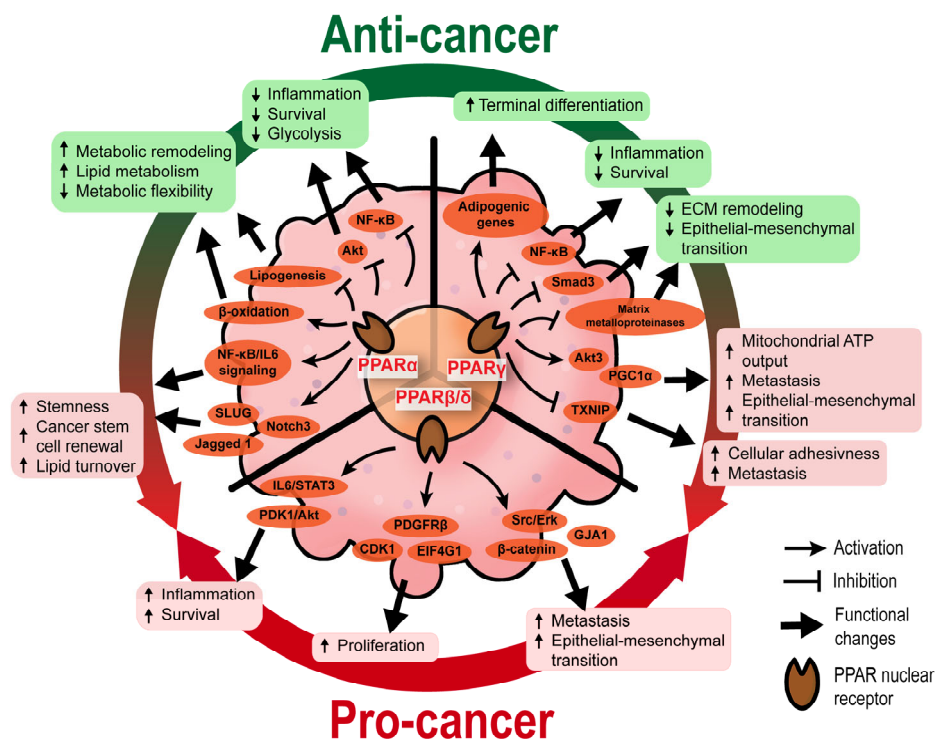 Anti-cancer
↓ Inflammation
↓ Survival
↓ Glycolysis
↑ Terminal differentiation
↑ Metabolic remodeling
↑ Lipid metabolism
↓ Metabolic flexibility
↓ Inflammation
↓ Survival
↓ ECM remodeling
↓ Epithelial-mesenchymal
transition
NF-κB
Akt
Lipogenesis
β-oxidation
NF-κB/IL6
signaling
SLUG
Notch3
Jagged 1
Adipogenic
genes
NF-κB
Smad3
Matrix
metalloproteinases
Akt3
PGC1α
TXNIP
PPARα
PPARγ
PPARβ/δ
↑ Mitochondrial ATP
output
↑ Metastasis
↑ Epithelial-mesenchymal
transition
↑ Stemness
↑ Cancer stem
cell renewal
↑ Lipid turnover
↑ Cellular adhesivness
↑ Metastasis
IL6/STAT3
PDK1/Akt
PDGFRβ
CDK1
EIF4G1
Src/Erk
GJA1
β-catenin
↑ Inflammation
↑ Survival
↑ Proliferation
↑ Metastasis
↑ Epithelial-mesenchymal
transition
Activation
Inhibition
Functional
changes
PPAR nuclear
receptor
Pro-cancer